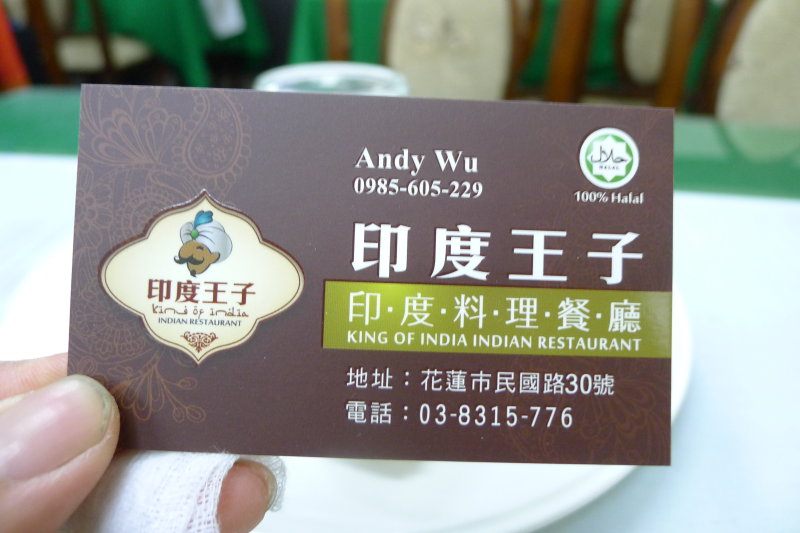 Andy Wu
0985-605-229
حلال
HALAL
100% Halal
印度王子
King of india
INDIAN RESTAURANT
印度王子
印·度·料·理·餐·廳
KING OF INDIA INDIAN RESTAURANT
地址：花蓮市民國路30號
電話：03-8315-776